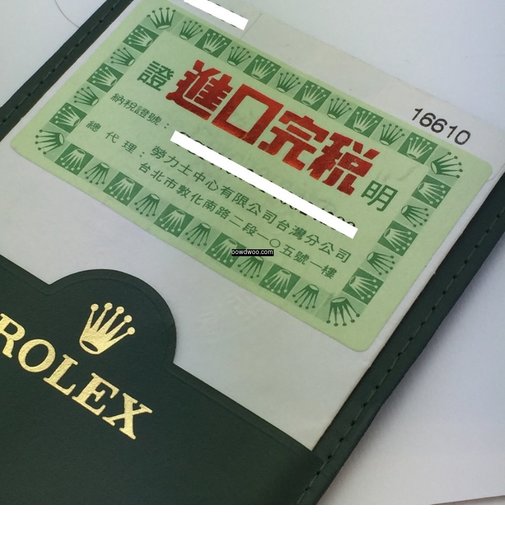 16610
進口完稅
證 明
納稅證號：
總代理：勞力士中心有限公司台灣分公司
台北市敦化南路二段一〇五號一樓
oowdwoo.com
ROLEX